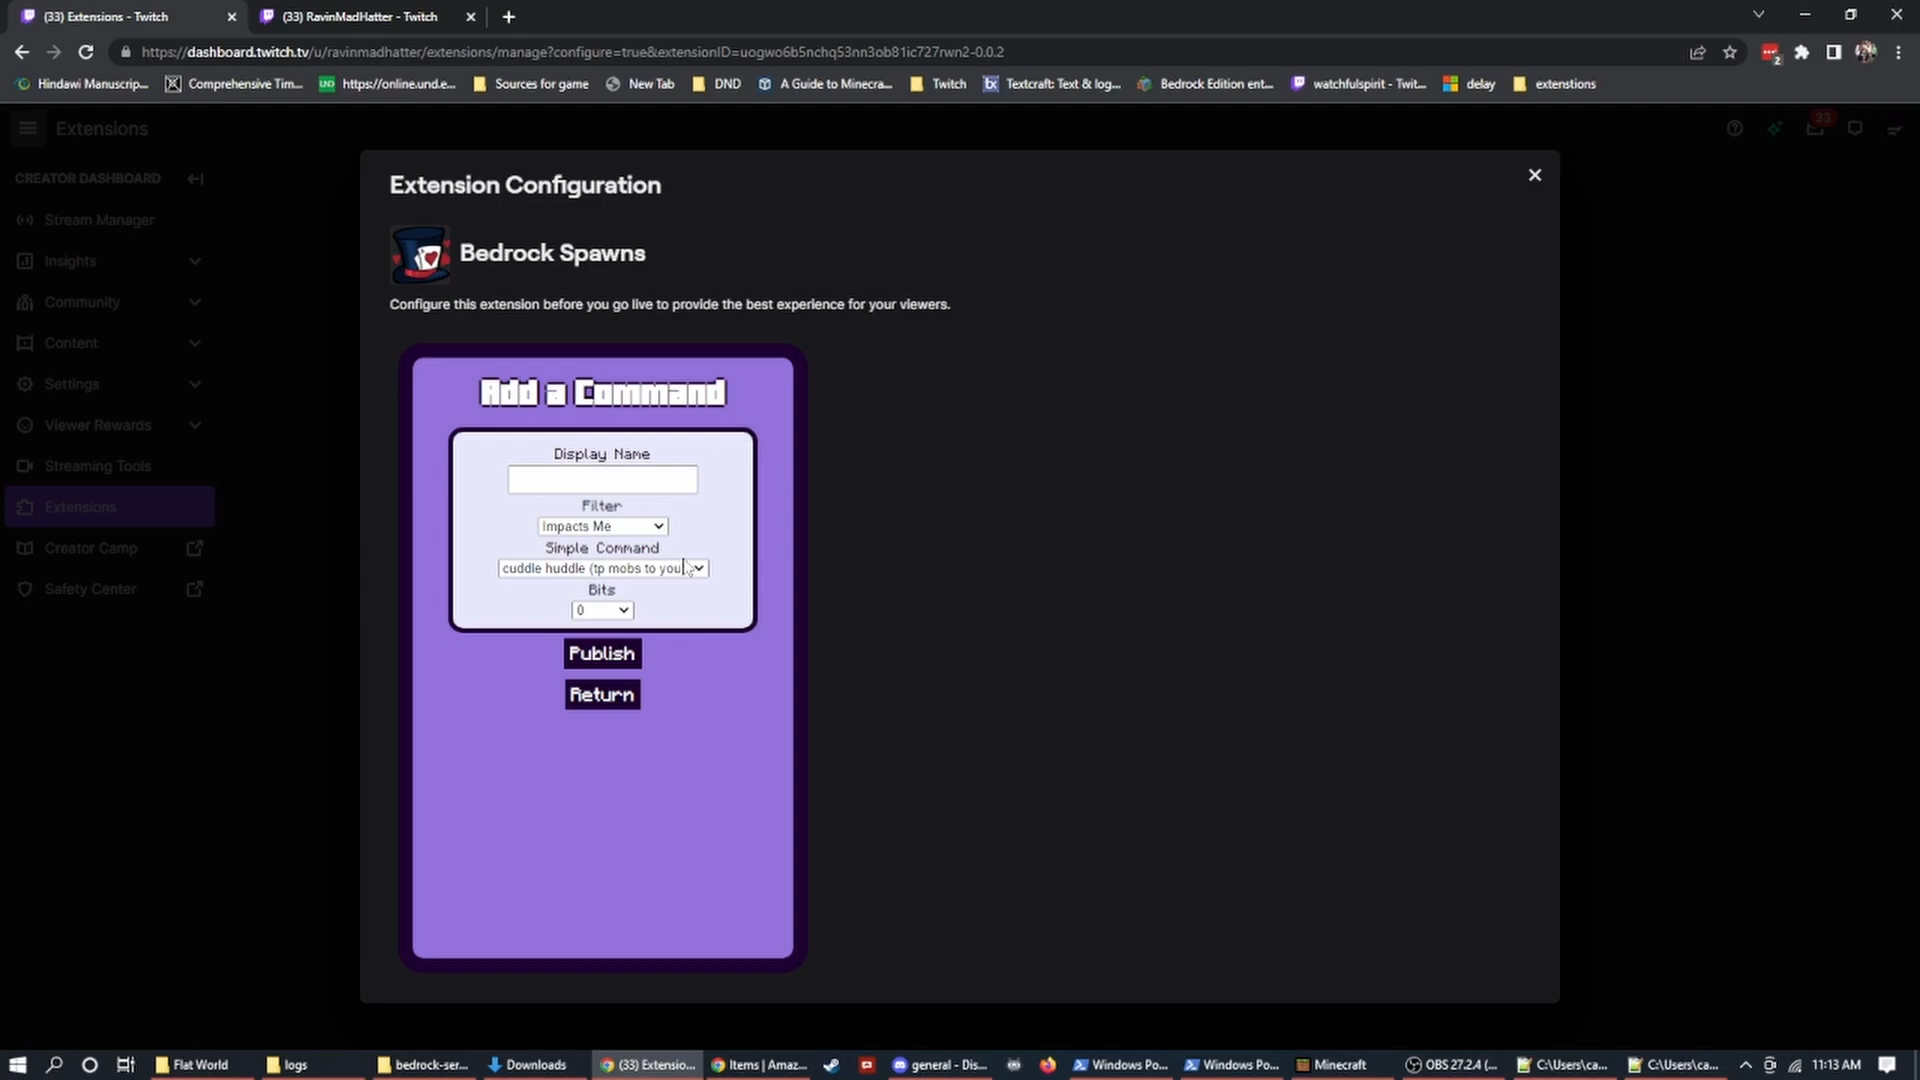 (33) Extensions - Twitch
(33) RavinMadHatter - Twitch
https://dashboard.twitch.tv/u/ravinmadhatter/extensions/manage?configure=true&extensionID=uogwo6b5nchq53nn3ob81ic727rwn2-0.0.2
2
Hindawi Manuscrip...
Comprehensive Tim...
https://online.und.e...
Sources for game
New Tab
DND
A Guide to Minecra...
Twitch
Textcraft: Text & log...
Bedrock Edition ent...
watchfulspirit - Twit...
delay
extenstions
Extensions
33
CREATOR DASHBOARD
Stream Manager
Insights
Community
Content
Settings
Viewer Rewards
Streaming Tools
Extensions
Creator Camp
Safety Center
Extension Configuration
Bedrock Spawns
Configure this extension before you go live to provide the best experience for your viewers.
Add a Command
Display Name
Filter
Impacts Me
Simple Command
cuddle huddle (tp mobs to you
Bits
0
Publish
Return
Flat World
logs
bedrock-ser...
Downloads
(33) Extensio...
Items | Amaz...
general - Dis...
Windows Po...
Windows Po...
Minecraft
OBS 27.2.4 (...
C:\Users\ca...
C:\Users\ca...
11:13 AM